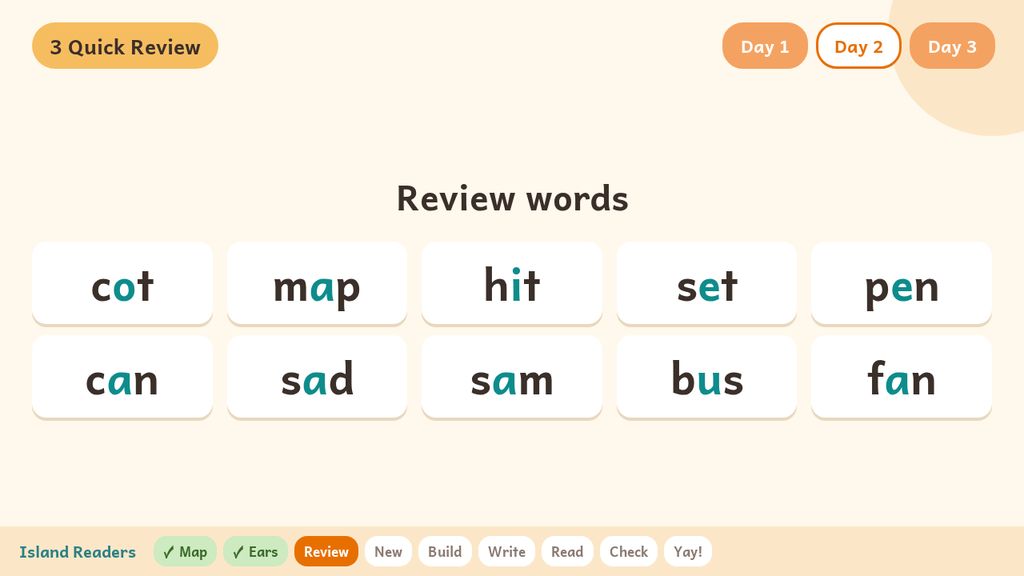 3 Quick Review
Day 1 Day 2 Day 3
Review words
cot map hit set pen
can sad sam bus fan
Island Readers ✓ Map ✓ Ears Review New Build Write Read Check Yay!